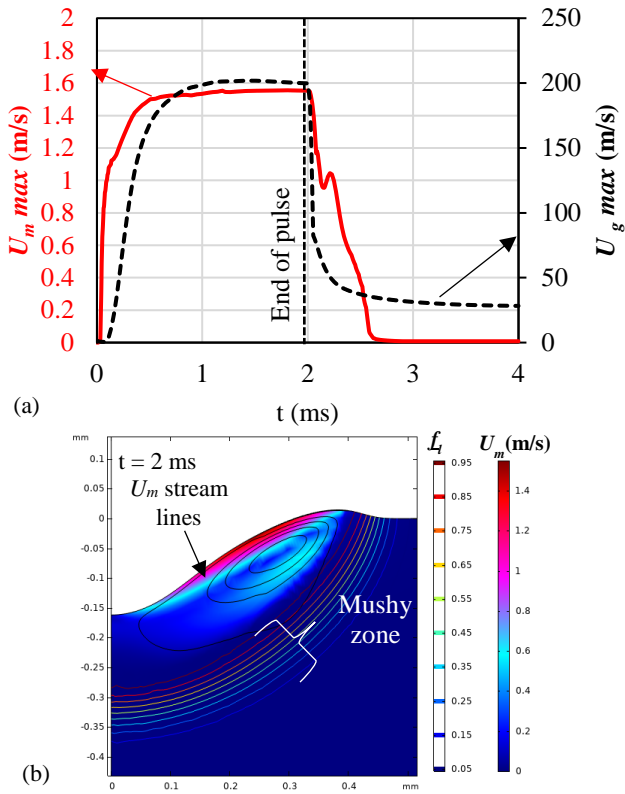 2
1.8
1.6
1.4
1.2
1
0.8
0.6
0.4
0.2
0
U_m max (m/s)
250
200
150
100
50
0
U_g max (m/s)
End of pulse
0 1 2 3 4
(a)
t (ms)
mm
0.1
0.05
0
-0.05
-0.1
-0.15
-0.2
-0.25
-0.3
-0.35
-0.4
t = 2 ms
U_m stream
lines
Mushy
zone
0 0.1 0.2 0.3 0.4 mm
f_l
0.95
0.85
0.75
0.65
0.55
0.45
0.35
0.25
0.15
0.05
U_m(m/s)
1.4
1.2
1
0.8
0.6
0.4
0.2
0
(b)